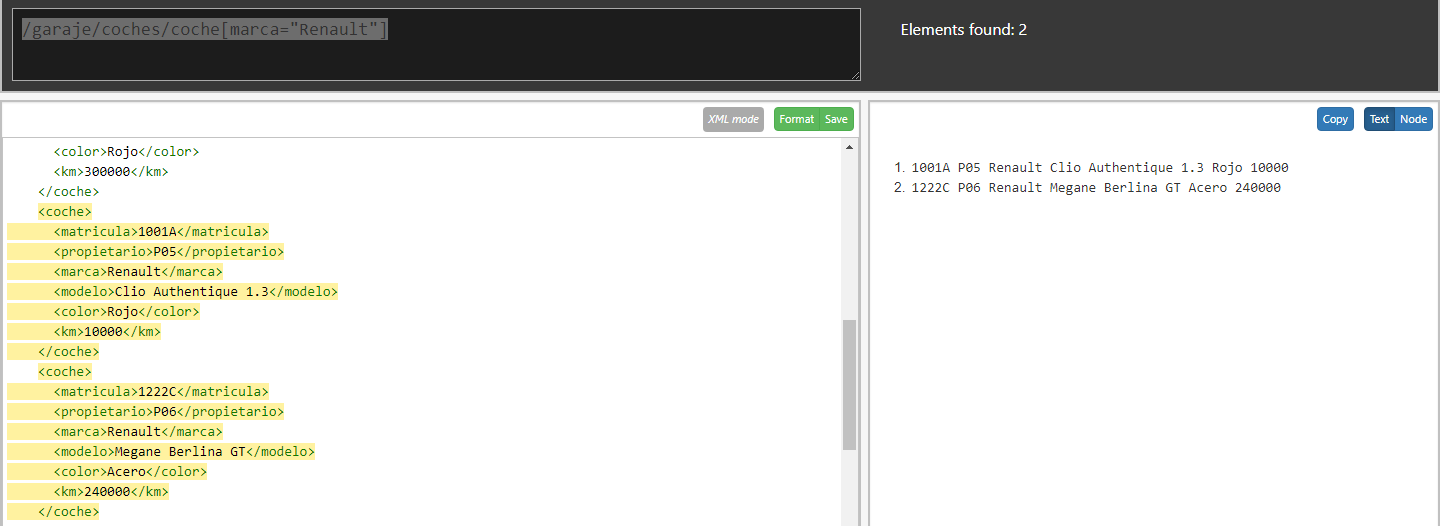 /garaje/coches/coche[marca="Renault"]
Elements found: 2
XML mode Format Save
Copy Text Node
<color>Rojo</color>
<km>300000</km>
</coche>
<coche>
<matricula>1001A</matricula>
<propietario>P05</propietario>
<marca>Renault</marca>
<modelo>Clio Authentique 1.3</modelo>
<color>Rojo</color>
<km>10000</km>
</coche>
<coche>
<matricula>1222C</matricula>
<propietario>P06</propietario>
<marca>Renault</marca>
<modelo>Megane Berlina GT</modelo>
<color>Acero</color>
<km>240000</km>
</coche>
1. 1001A P05 Renault Clio Authentique 1.3 Rojo 10000
2. 1222C P06 Renault Megane Berlina GT Acero 240000